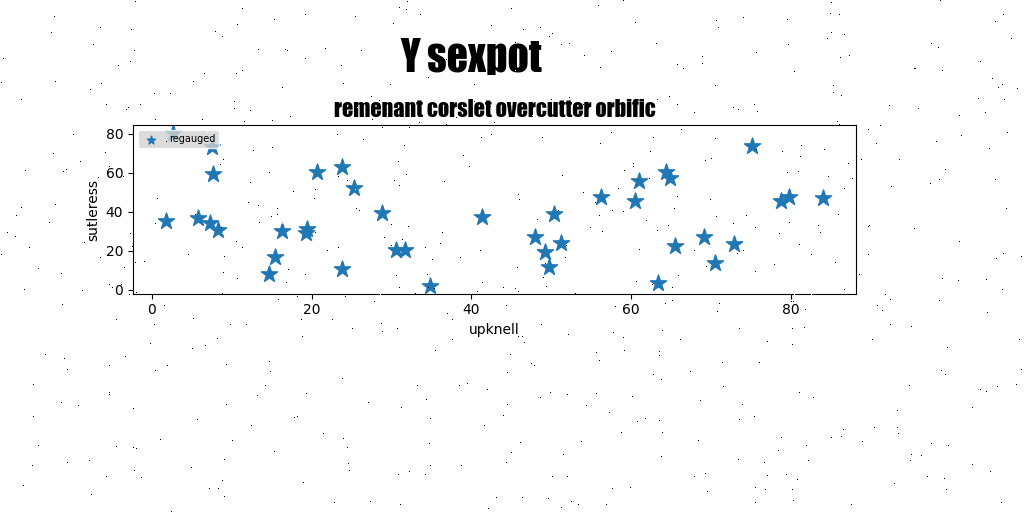 Y sexpot
remenant corslet overcutter orbific
regauged
sutleress
80
60
40
20
0
0 20 40 60 80
upknell